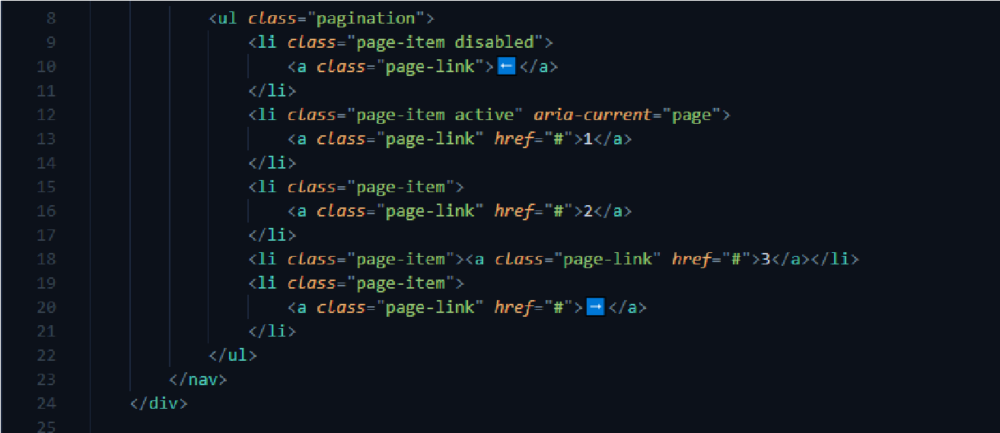 8 <ul class="pagination">
9 <li class="page-item disabled">
10 <a class="page-link">⬅️</a>
11 </li>
12 <li class="page-item active" aria-current="page">
13 <a class="page-link" href="#">1</a>
14 </li>
15 <li class="page-item">
16 <a class="page-link" href="#">2</a>
17 </li>
18 <li class="page-item"><a class="page-link" href="#">3</a></li>
19 <li class="page-item">
20 <a class="page-link" href="#">➡️</a>
21 </li>
22 </ul>
23 </nav>
24 </div>
25